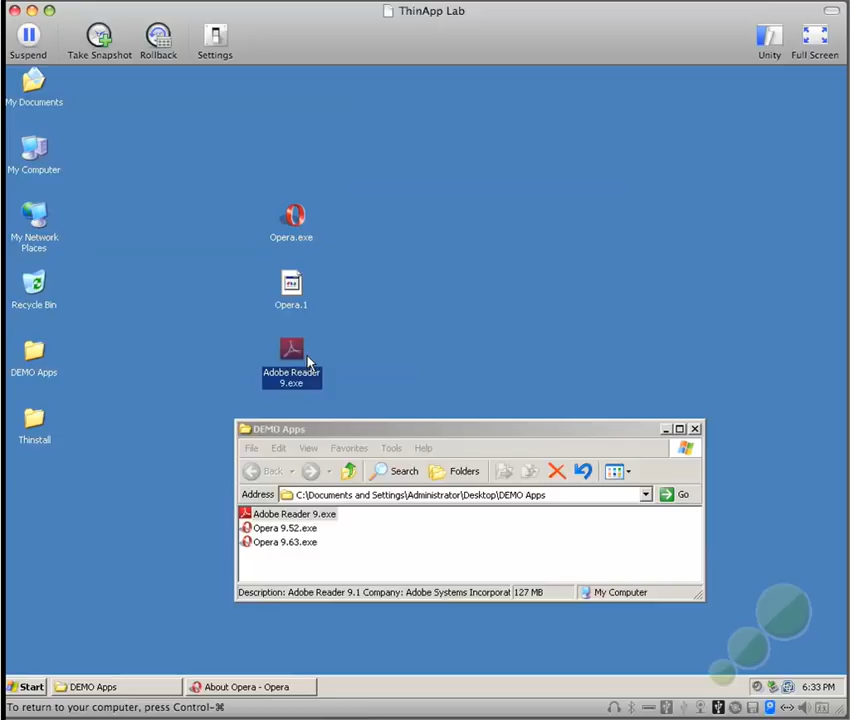 ThinApp Lab
Suspend
Take Snapshot
Rollback
Settings
Unity
Full Screen
My Documents
My Computer
My Network
Places
Recycle Bin
DEMO Apps
Thinstall
Opera.exe
Opera.1
Adobe Reader
9.exe
DEMO Apps
File Edit View Favorites Tools Help
Back Search Folders
Address C:\Documents and Settings\Administrator\Desktop\DEMO Apps Go
Adobe Reader 9.exe
Opera 9.52.exe
Opera 9.63.exe
Description: Adobe Reader 9.1 Company: Adobe Systems Incorporat 127 MB My Computer
Start DEMO Apps About Opera - Opera 6:33 PM
To return to your computer, press Control-⌘